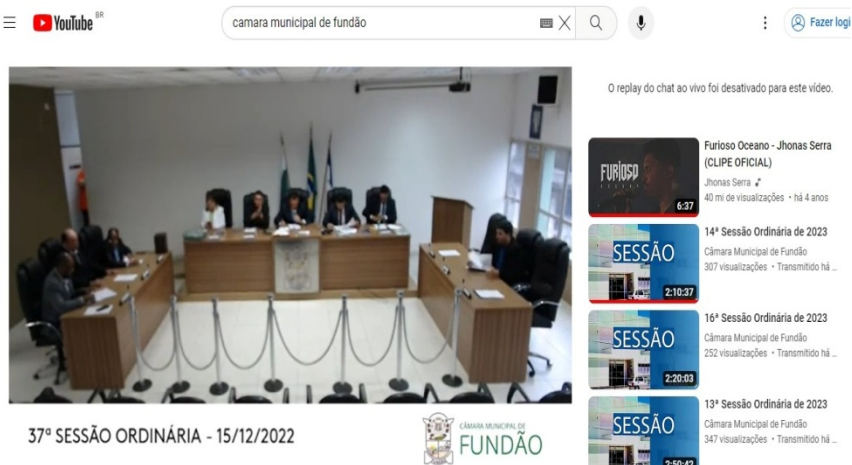 YouTube BR
camara municipal de fundão
Fazer logi
O replay do chat ao vivo foi desativado para este vídeo.
FURIOSO
6:37
Furioso Oceano - Jhonas Serra
(CLIPE OFICIAL)
Jhonas Serra
40 mi de visualizações • há 4 anos
SESSÃO
2:10:37
14ª Sessão Ordinária de 2023
Câmara Municipal de Fundão
307 visualizações • Transmitido há ...
SESSÃO
2:20:03
16ª Sessão Ordinária de 2023
Câmara Municipal de Fundão
252 visualizações • Transmitido há ...
SESSÃO
2:50:42
13ª Sessão Ordinária de 2023
Câmara Municipal de Fundão
347 visualizações • Transmitido há ...
37ª SESSÃO ORDINÁRIA - 15/12/2022
CÂMARA MUNICIPAL DE
FUNDÃO